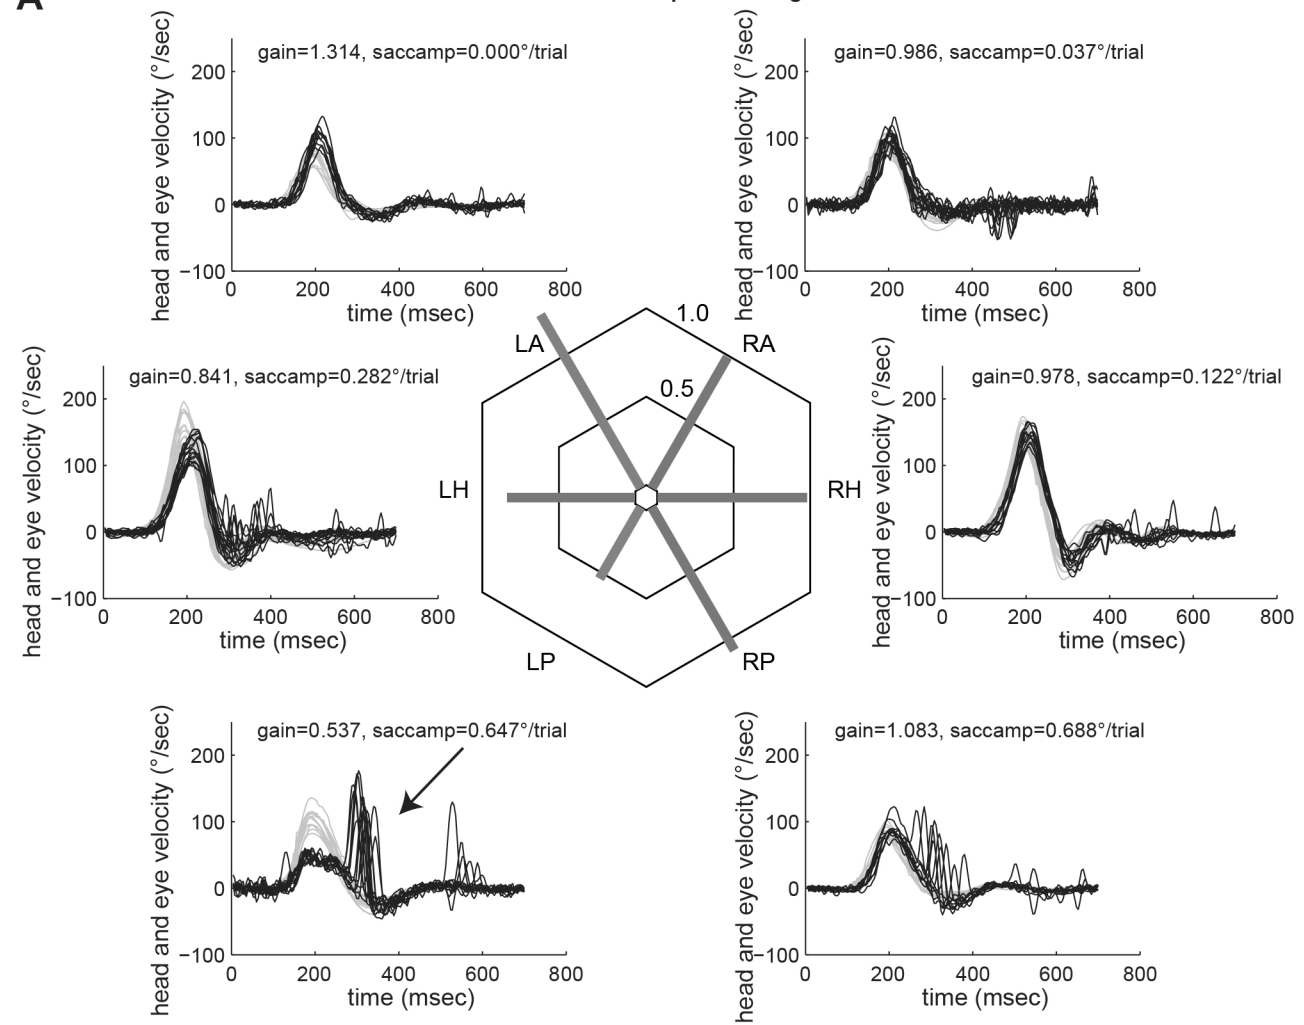 A
gain=1.314, saccamp=0.000°/trial
head and eye velocity (°/sec)
200
100
0
−100
0 200 400 600 800
time (msec)
gain=0.986, saccamp=0.037°/trial
head and eye velocity (°/sec)
200
100
0
−100
0 200 400 600 800
time (msec)
gain=0.841, saccamp=0.282°/trial
head and eye velocity (°/sec)
200
100
0
−100
0 200 400 600 800
time (msec)
LA
1.0
RA
0.5
LH
RH
LP
RP
gain=0.978, saccamp=0.122°/trial
head and eye velocity (°/sec)
200
100
0
−100
0 200 400 600 800
time (msec)
gain=0.537, saccamp=0.647°/trial
head and eye velocity (°/sec)
200
100
0
−100
0 200 400 600 800
time (msec)
gain=1.083, saccamp=0.688°/trial
head and eye velocity (°/sec)
200
100
0
−100
0 200 400 600 800
time (msec)